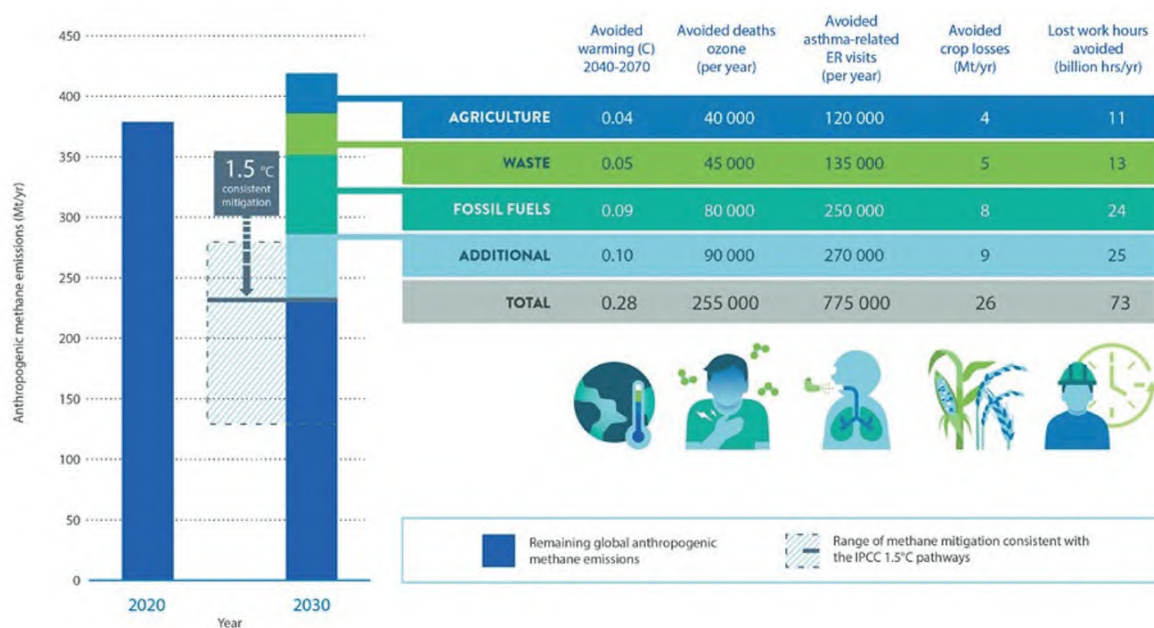 Avoided
warming (C)
2040-2070
Avoided deaths
ozone
(per year)
Avoided
asthma-related
ER visits
(per year)
Avoided
crop losses
(Mt/yr)
Lost work hours
avoided
(billion hrs/yr)
AGRICULTURE 0.04 40 000 120 000 4 11
WASTE 0.05 45 000 135 000 5 13
FOSSIL FUELS 0.09 80 000 250 000 8 24
ADDITIONAL 0.10 90 000 270 000 9 25
TOTAL 0.28 255 000 775 000 26 73
Anthropogenic methane emissions (Mt/yr)
450
400
350
300
250
200
150
100
50
0
1.5 °C
consistent
mitigation
2020
2030
Year
Remaining global anthropogenic
methane emissions
Range of methane mitigation consistent with
the IPCC 1.5°C pathways